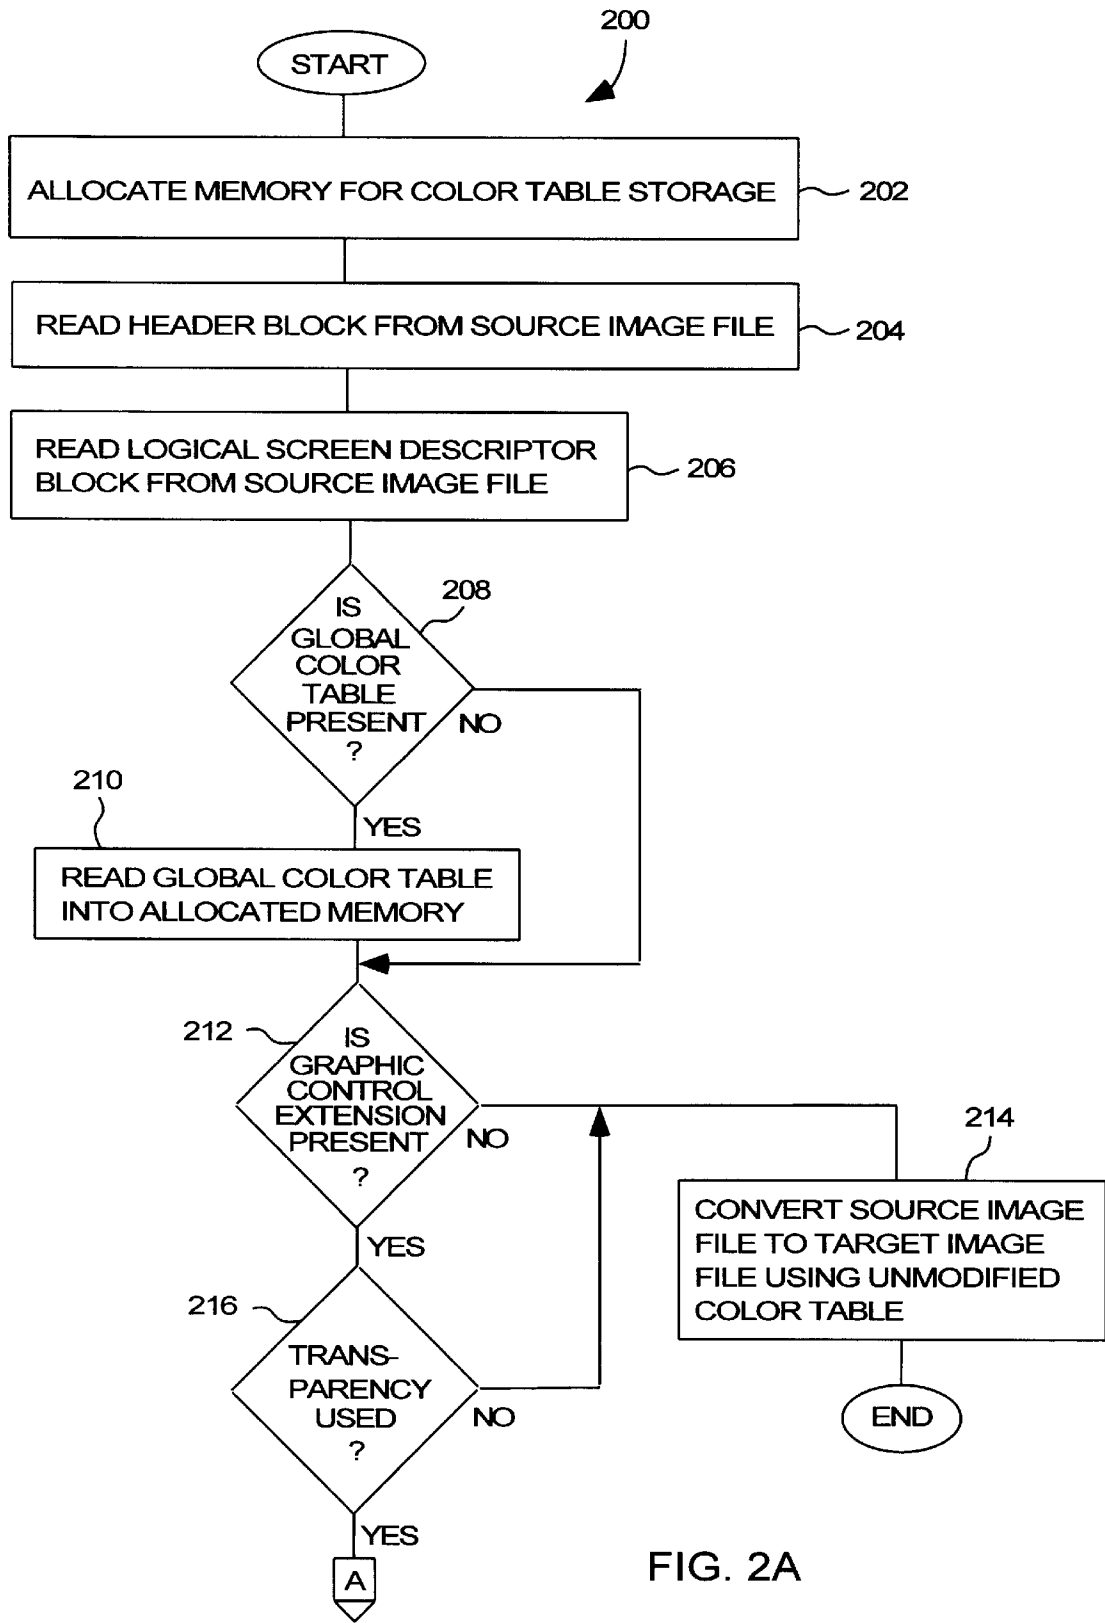 200
START
ALLOCATE MEMORY FOR COLOR TABLE STORAGE
202
READ HEADER BLOCK FROM SOURCE IMAGE FILE
204
READ LOGICAL SCREEN DESCRIPTOR
BLOCK FROM SOURCE IMAGE FILE
206
IS
GLOBAL
COLOR
TABLE
PRESENT
?
208
NO
YES
210
READ GLOBAL COLOR TABLE
INTO ALLOCATED MEMORY
212
IS
GRAPHIC
CONTROL
EXTENSION
PRESENT
?
NO
YES
214
CONVERT SOURCE IMAGE
FILE TO TARGET IMAGE
FILE USING UNMODIFIED
COLOR TABLE
END
216
TRANS-
PARENCY
USED
?
NO
YES
A
FIG. 2A